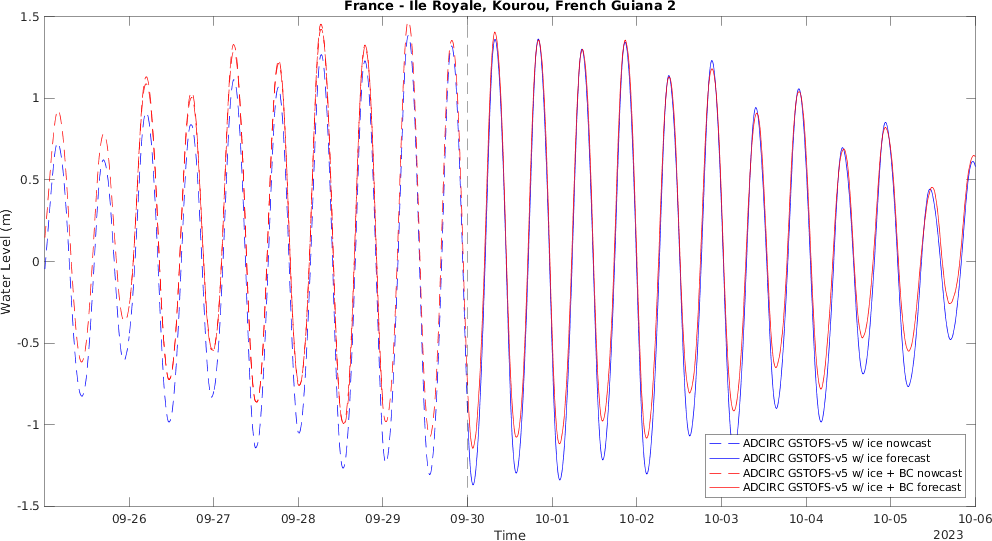 France - Ile Royale, Kourou, French Guiana 2
1.5
1
0.5
0
-0.5
-1
-1.5
Water Level (m)
09-26 09-27 09-28 09-29 09-30 10-01 10-02 10-03 10-04 10-05 10-06
Time
2023
ADCIRC GSTOFS-v5 w/ ice nowcast
ADCIRC GSTOFS-v5 w/ ice forecast
ADCIRC GSTOFS-v5 w/ ice + BC nowcast
ADCIRC GSTOFS-v5 w/ ice + BC forecast